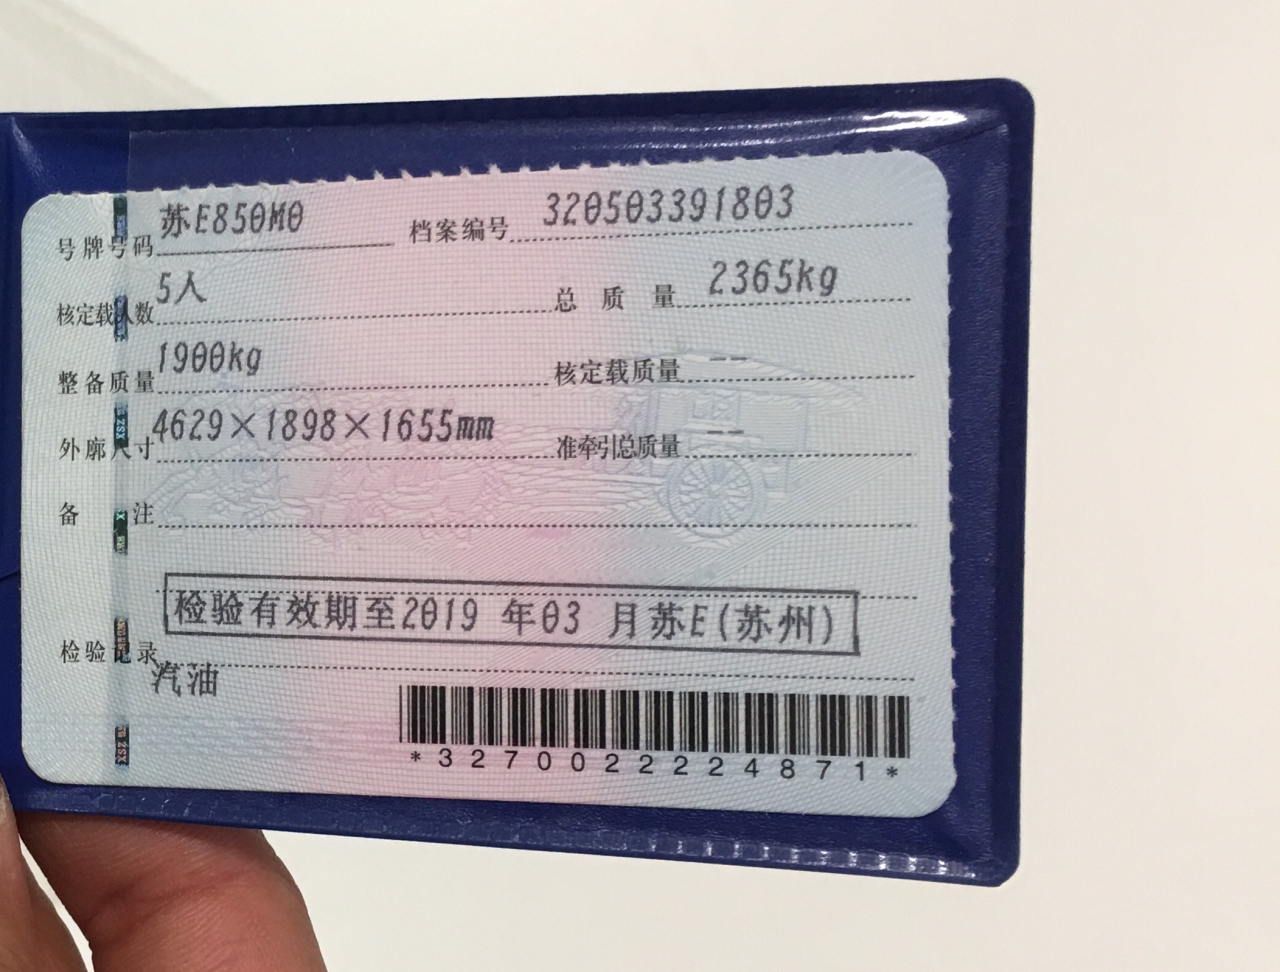 号牌号码 苏E850M0 档案编号 320503391803
核定载人数 5人 总质量 2365kg
整备质量 1900kg 核定载质量 --
外廓尺寸 4629×1898×1655mm 准牵引总质量 --
备注
检验有效期至2019 年03 月苏E(苏州)
检验记录
汽油
*3270022224871*